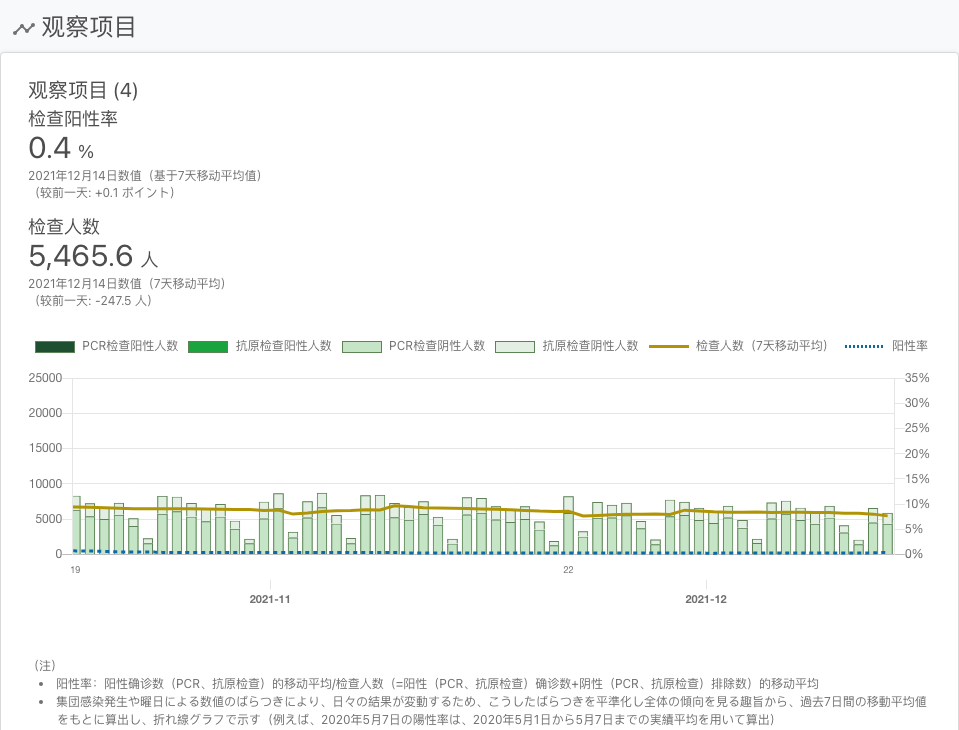 观察项目
观察项目 (4)
检查阳性率
0.4 %
2021年12月14日数值（基于7天移动平均值）
（较前一天: +0.1 ポイント）
检查人数
5,465.6 人
2021年12月14日数值（7天移动平均）
（较前一天: -247.5 人）
PCR检查阳性人数 抗原检查阳性人数 PCR检查阴性人数 抗原检查阴性人数 检查人数（7天移动平均） 阳性率
25000 35%
30%
20000
25%
15000 20%
15%
10000
10%
5000
5%
0 0%
19 22
2021-11 2021-12
（注）
• 阳性率：阳性确诊数（PCR、抗原检查）的移动平均/检查人数（=阳性（PCR、抗原检查）确诊数+阴性（PCR、抗原检查）排除数）的移动平均
• 集団感染発生や曜日による数値のばらつきにより、日々の結果が変動するため、こうしたばらつきを平準化し全体の傾向を見る趣旨から、過去7日間の移動平均値
をもとに算出し、折れ線グラフで示す（例えば、2020年5月7日の陽性率は、2020年5月1日から5月7日までの実績平均を用いて算出）